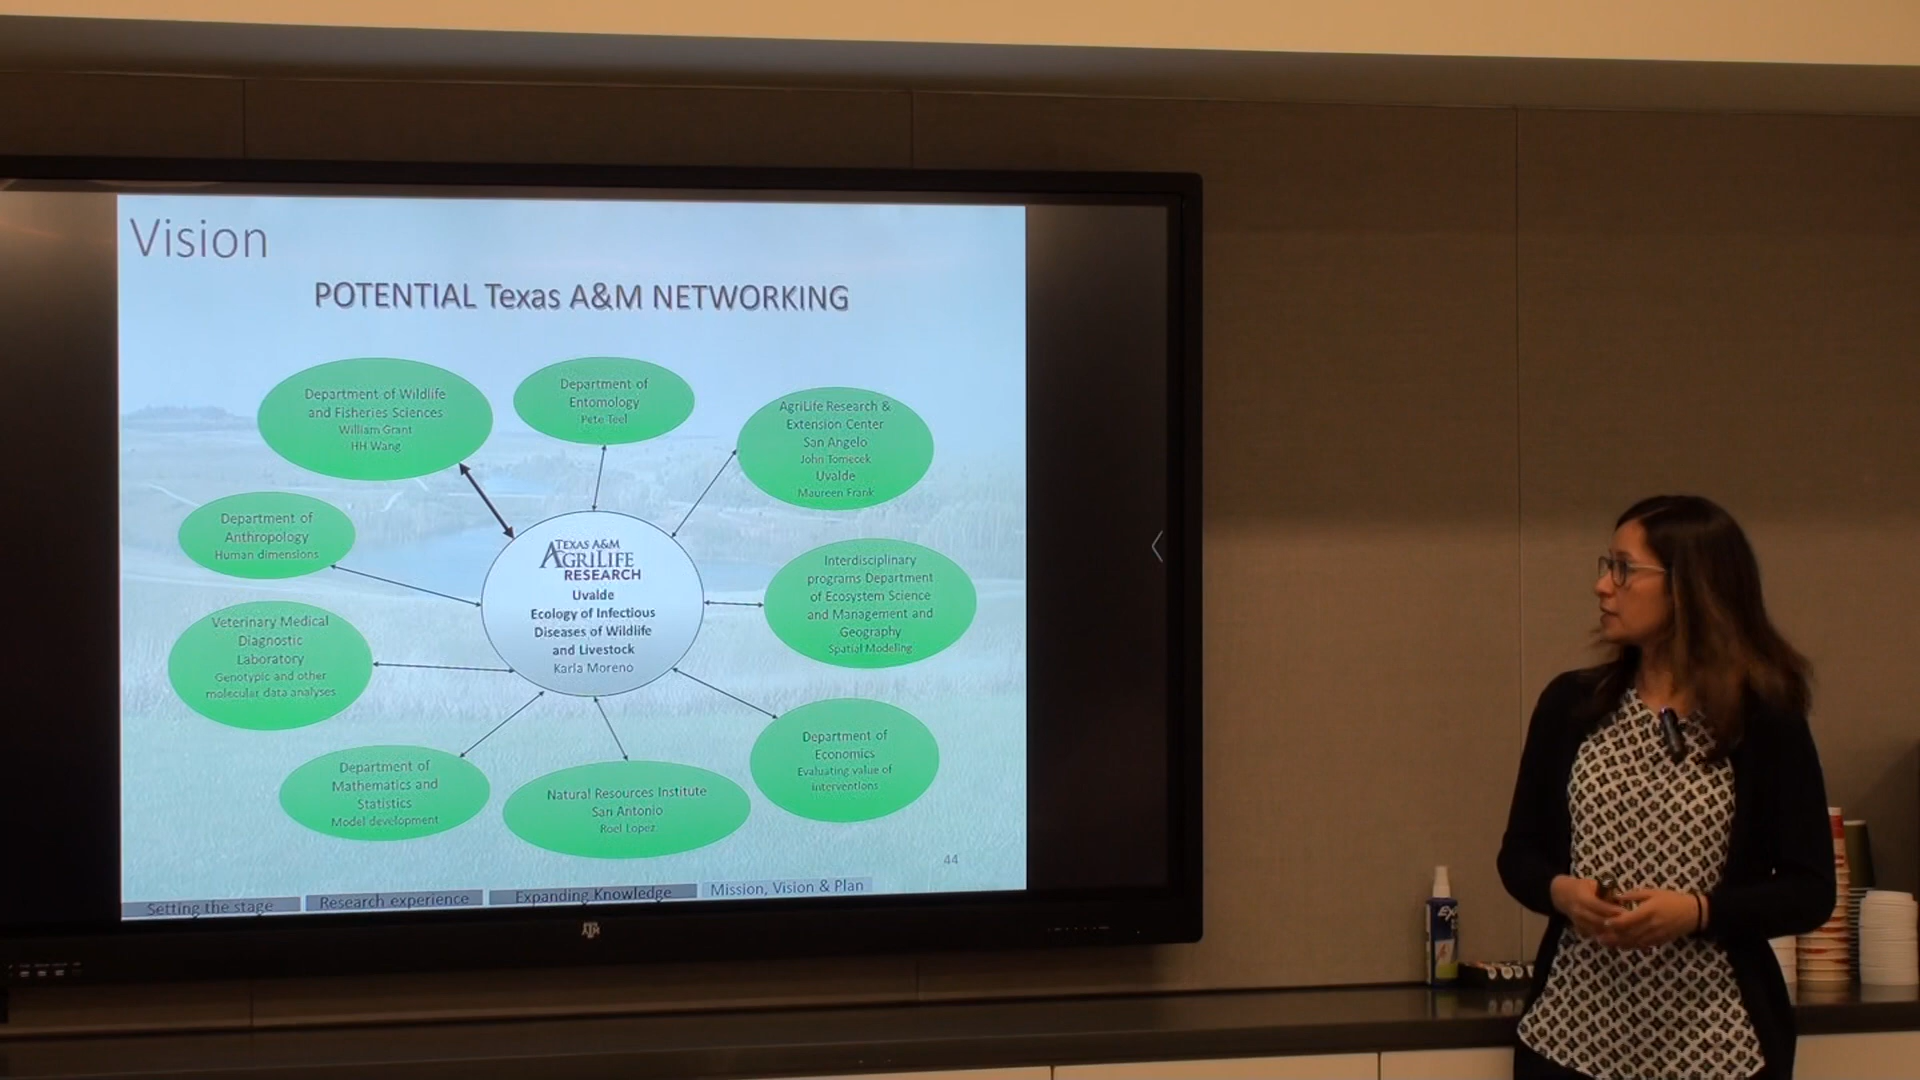 Vision
POTENTIAL Texas A&M NETWORKING
Department of Wildlife
and Fisheries Sciences
William Grant
HH Wang
Department of
Entomology
Pete Teel
AgriLife Research &
Extension Center
San Angelo
John Tomecek
Uvalde
Maureen Frank
Department of
Anthropology
Human dimensions
TEXAS A&M
AGRILIFE
RESEARCH
Uvalde
Ecology of Infectious
Diseases of Wildlife
and Livestock
Karla Moreno
Interdisciplinary
programs Department
of Ecosystem Science
and Management and
Geography
Spatial Modeling
Veterinary Medical
Diagnostic
Laboratory
Genotypic and other
molecular data analyses
Department of
Economics
Evaluating value of
interventions
Department of
Mathematics and
Statistics
Model development
Natural Resources Institute
San Antonio
Roel Lopez
44
Setting the stage
Research experience
Expanding Knowledge
Mission, Vision & Plan